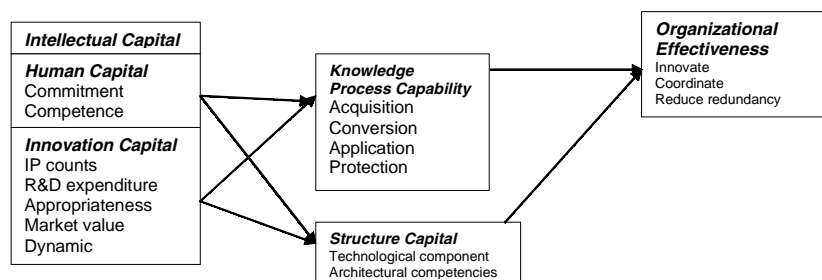 Intellectual Capital
Human Capital
Commitment
Competence
Innovation Capital
IP counts
R&D expenditure
Appropriateness
Market value
Dynamic
Knowledge
Process Capability
Acquisition
Conversion
Application
Protection
Structure Capital
Technological component
Architectural competencies
Organizational
Effectiveness
Innovate
Coordinate
Reduce redundancy